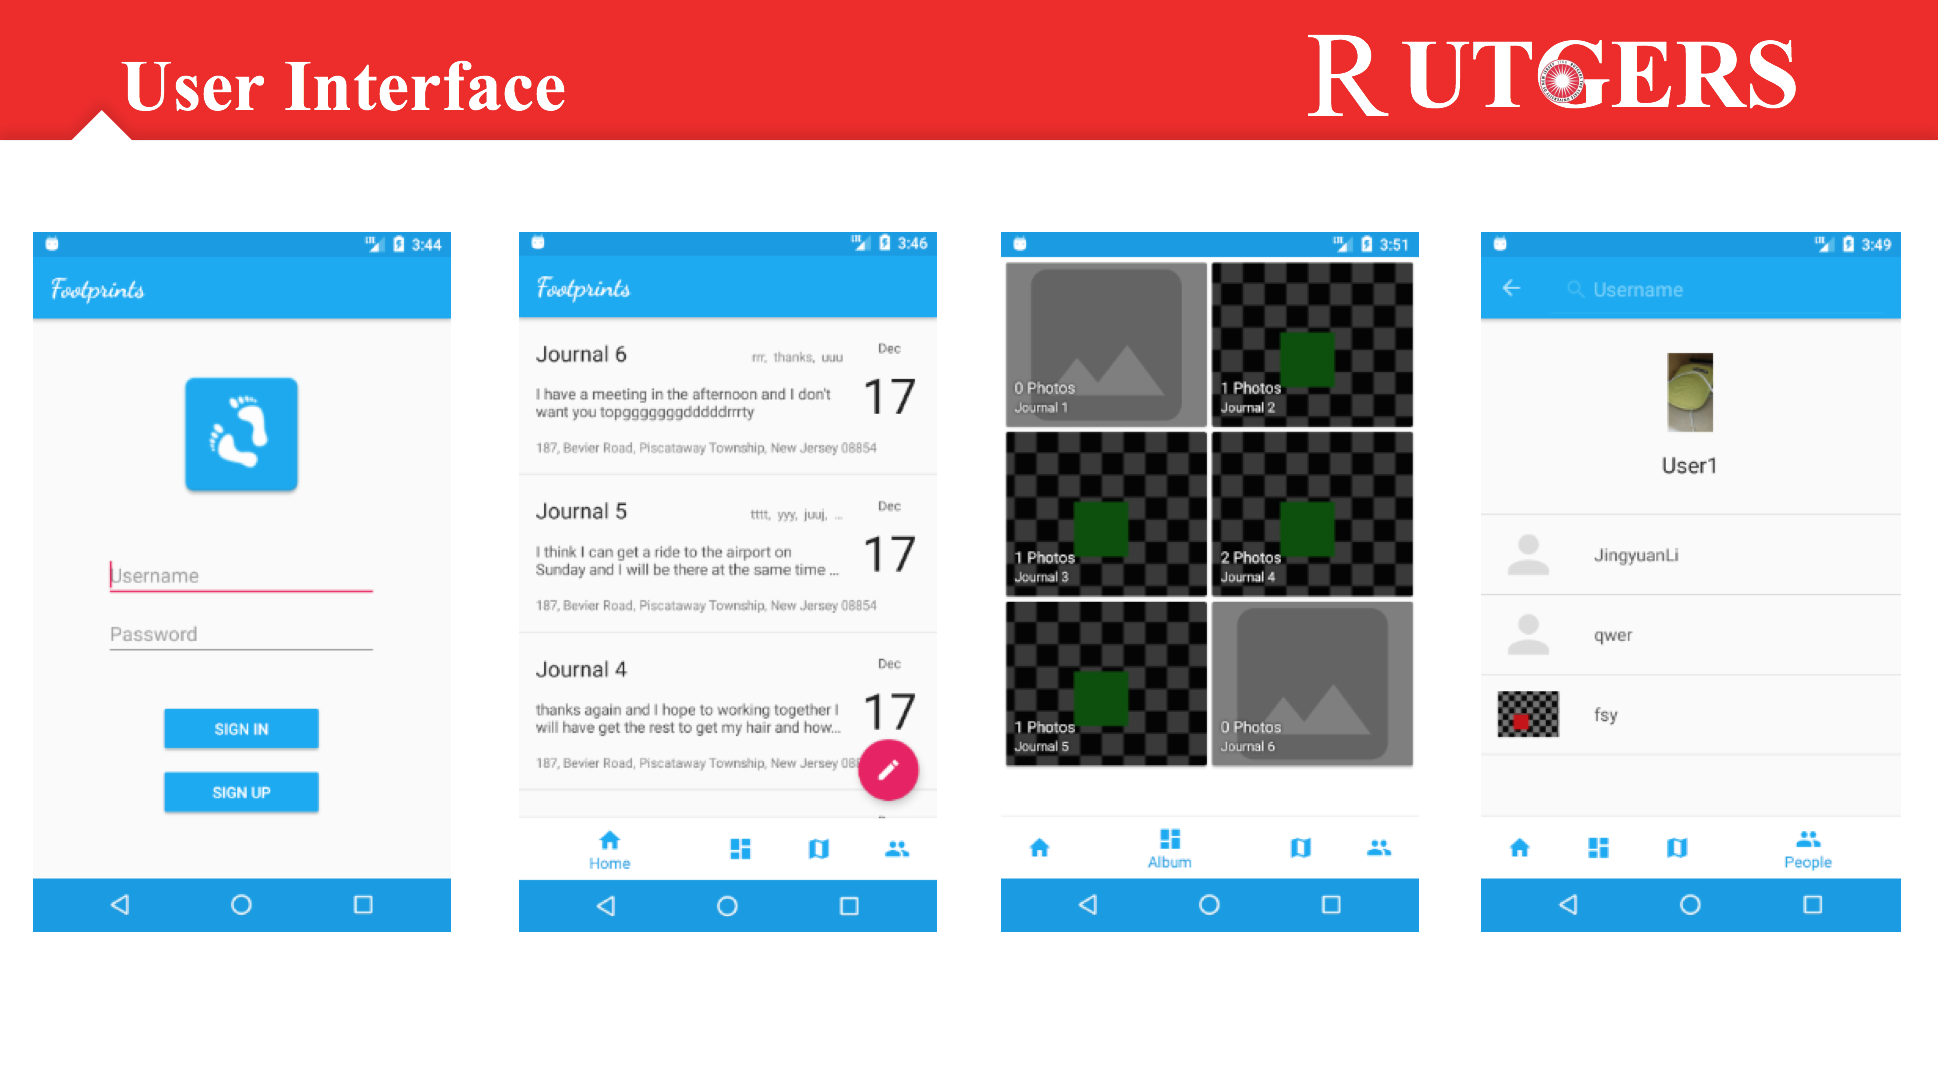 User Interface
RUTGERS
3:44
Footprints
Username
Password
SIGN IN
SIGN UP
3:46
Footprints
Journal 6
rrr, thanks, uuu
Dec
17
I have a meeting in the afternoon and I don't
want you topgggggggdddddrrrty
187, Bevier Road, Piscataway Township, New Jersey 08854
Journal 5
tttt, yyy, juuj, ...
Dec
17
I think I can get a ride to the airport on
Sunday and I will be there at the same time ...
187, Bevier Road, Piscataway Township, New Jersey 08854
Journal 4
Dec
17
thanks again and I hope to working together I
will have get the rest to get my hair and how...
187, Bevier Road, Piscataway Township, New Jersey 08
Home
3:51
0 Photos
Journal 1
1 Photos
Journal 2
1 Photos
Journal 3
2 Photos
Journal 4
1 Photos
Journal 5
0 Photos
Journal 6
Album
3:49
Username
User1
JingyuanLi
qwer
fsy
People